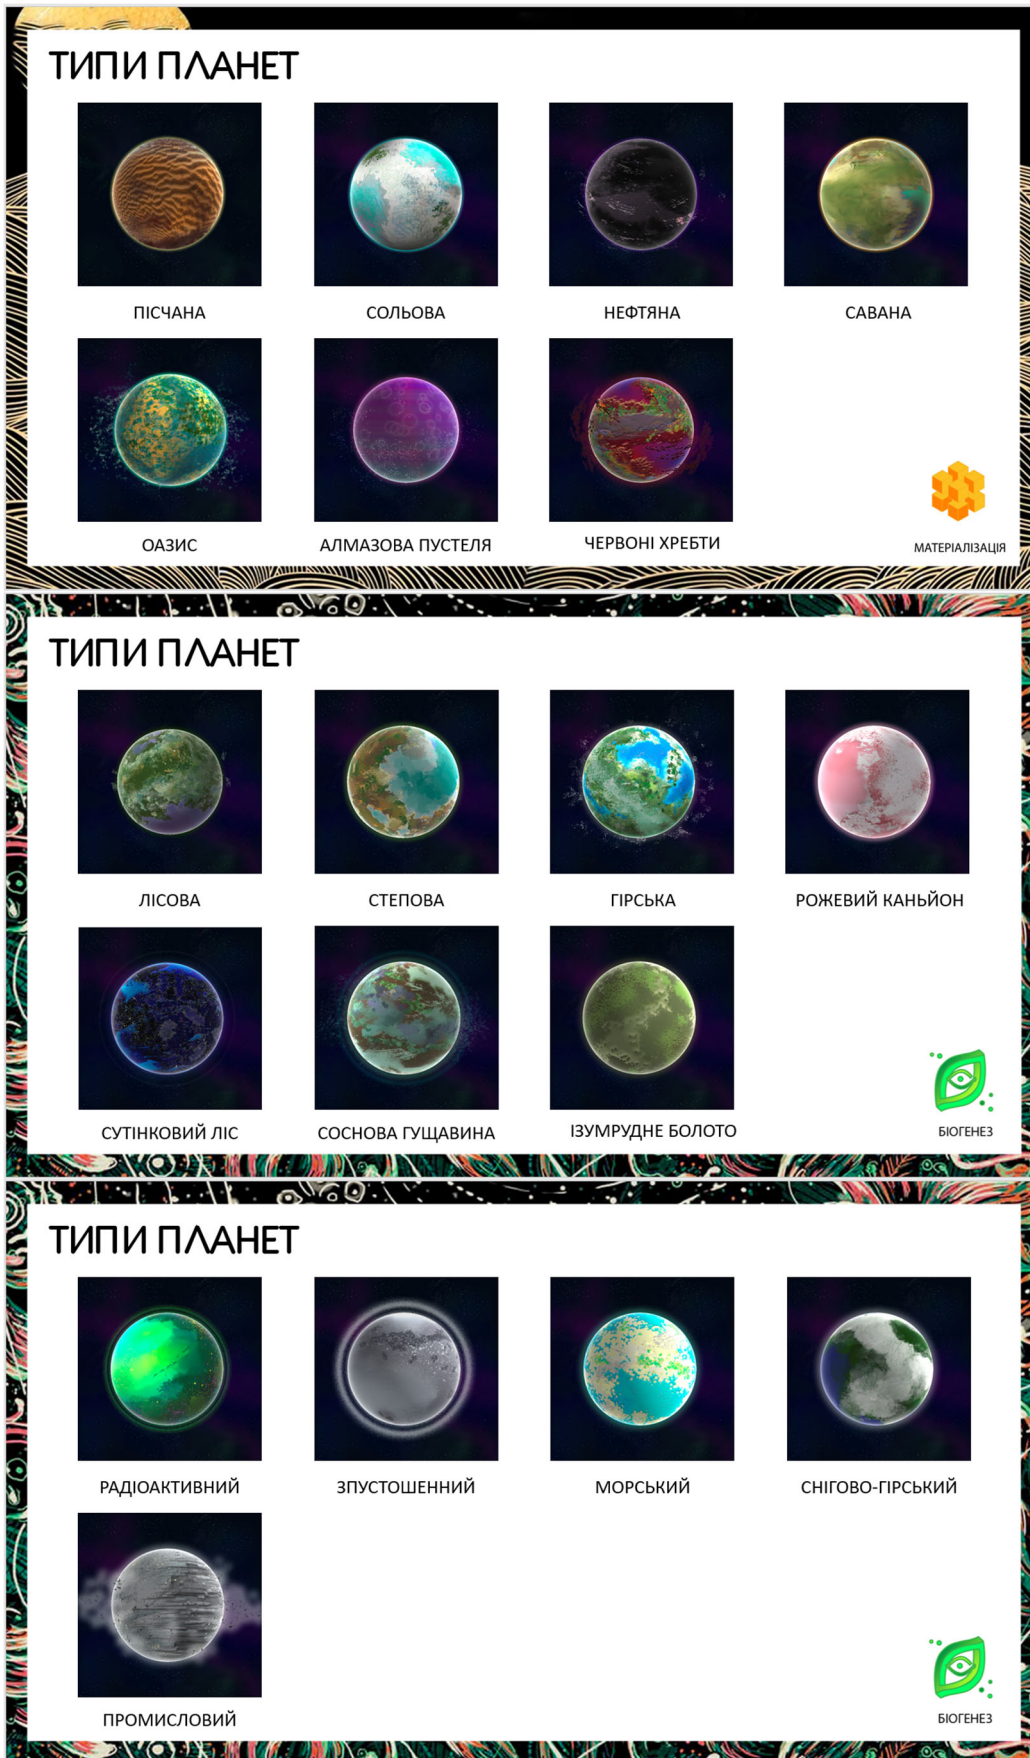 ТИПИ ПЛАНЕТ
ПІСЧАНА
СОЛЬОВА
НЕФТЯНА
САВАНА
ОАЗИС
АЛМАЗОВА ПУСТЕЛЯ
ЧЕРВОНІ ХРЕБТИ
МАТЕРІАЛІЗАЦІЯ
ТИПИ ПЛАНЕТ
ЛІСОВА
СТЕПОВА
ГІРСЬКА
РОЖЕВИЙ КАНЬЙОН
СУТІНКОВИЙ ЛІС
СОСНОВА ГУЩАВИНА
ІЗУМРУДНЕ БОЛОТО
БІОГЕНЕЗ
ТИПИ ПЛАНЕТ
РАДІОАКТИВНИЙ
ЗПУСТОШЕННИЙ
МОРСЬКИЙ
СНІГОВО-ГІРСЬКИЙ
ПРОМИСЛОВИЙ
БІОГЕНЕЗ